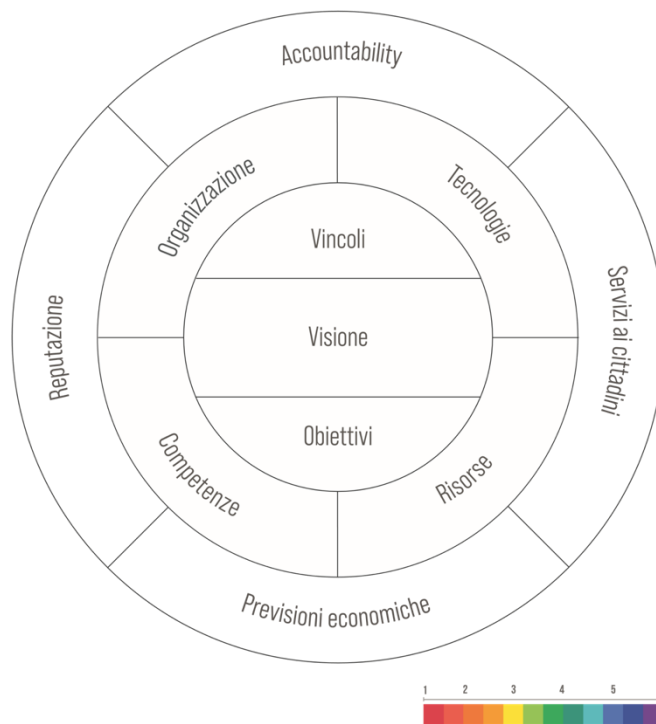 Accountability
Organizzazione
Tecnologie
Vincoli
Reputazione
Visione
Servizi ai cittadini
Obiettivi
Competenze
Risorse
Previsioni economiche
1 2 3 4 5